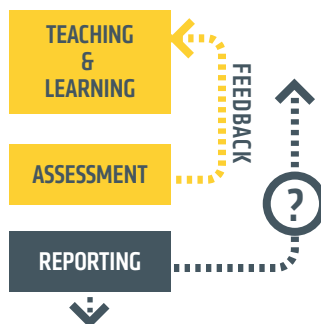 TEACHING
&
LEARNING
FEEDBACK
ASSESSMENT
?
REPORTING